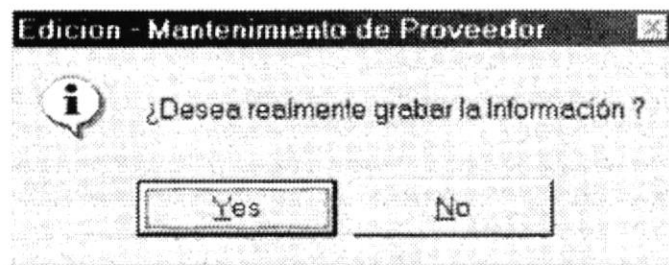 Edicion - Mantenimiento de Proveedor
¿Desea realmente grabar la Información ?
Yes
No